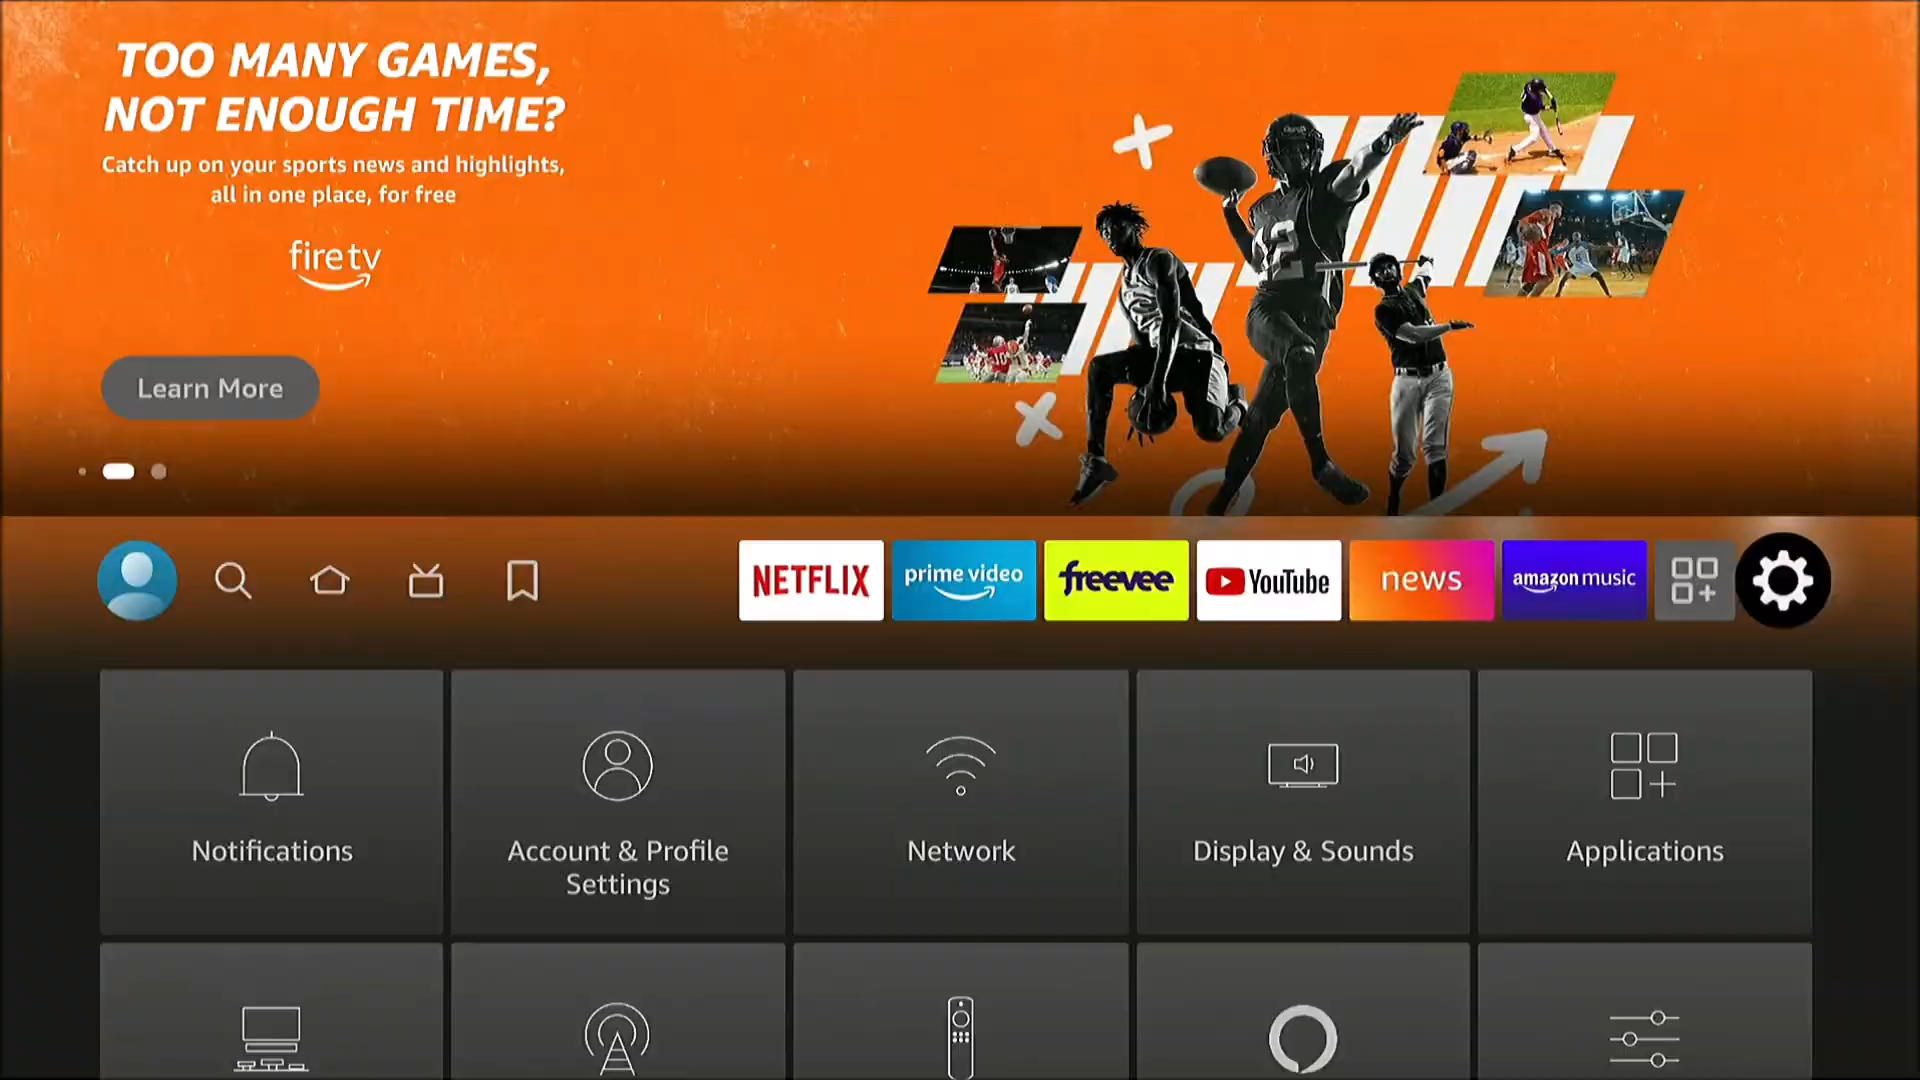 TOO MANY GAMES,
NOT ENOUGH TIME?
Catch up on your sports news and highlights,
all in one place, for free
fire tv
Learn More
12
NETFLIX
prime video
freevee
YouTube
news
amazon music
Notifications
Account & Profile
Settings
Network
Display & Sounds
Applications